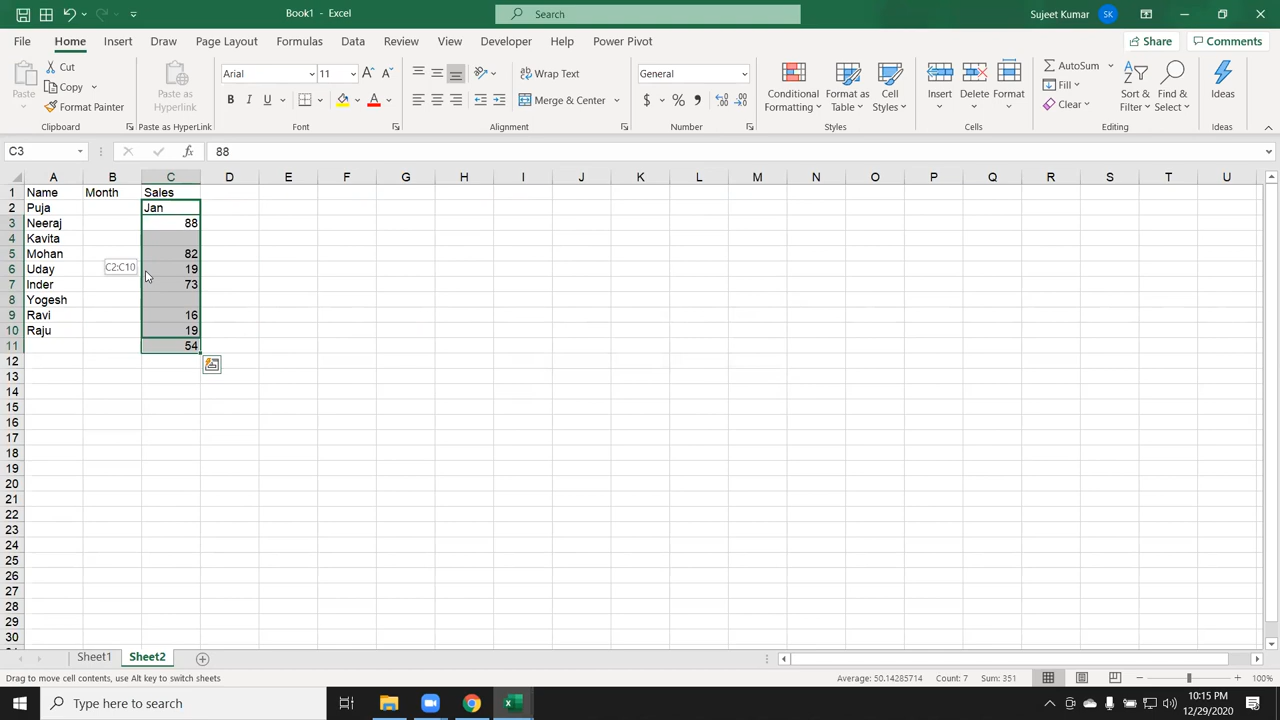 Book1 - Excel
Search
Sujeet Kumar
SK
File Home Insert Draw Page Layout Formulas Data Review View Developer Help Power Pivot
Share
Comments
Paste
Cut
Copy
Format Painter
Clipboard
Paste as Hyperlink
Paste as HyperLink
Arial
11
B I U
Font
Wrap Text
Merge & Center
Alignment
General
$ % 9
Number
Conditional Formatting
Format as Table
Cell Styles
Styles
Insert
Delete
Format
Cells
AutoSum
Fill
Clear
Sort & Filter
Find & Select
Editing
Ideas
Ideas
C3
fx
88
A B C D E F G H I J K L M N O P Q R S T U
1 Name Month Sales
2 Puja Jan
3 Neeraj 88
4 Kavita
5 Mohan 82
6 Uday 19
7 Inder 73
8 Yogesh
9 Ravi 16
10 Raju 19
11 54
C2:C10
12
13
14
15
16
17
18
19
20
21
22
23
24
25
26
27
28
29
30
Sheet1 Sheet2
Drag to move cell contents, use Alt key to switch sheets
Average: 50.14285714 Count: 7 Sum: 351
100%
Type here to search
10:15 PM
12/29/2020